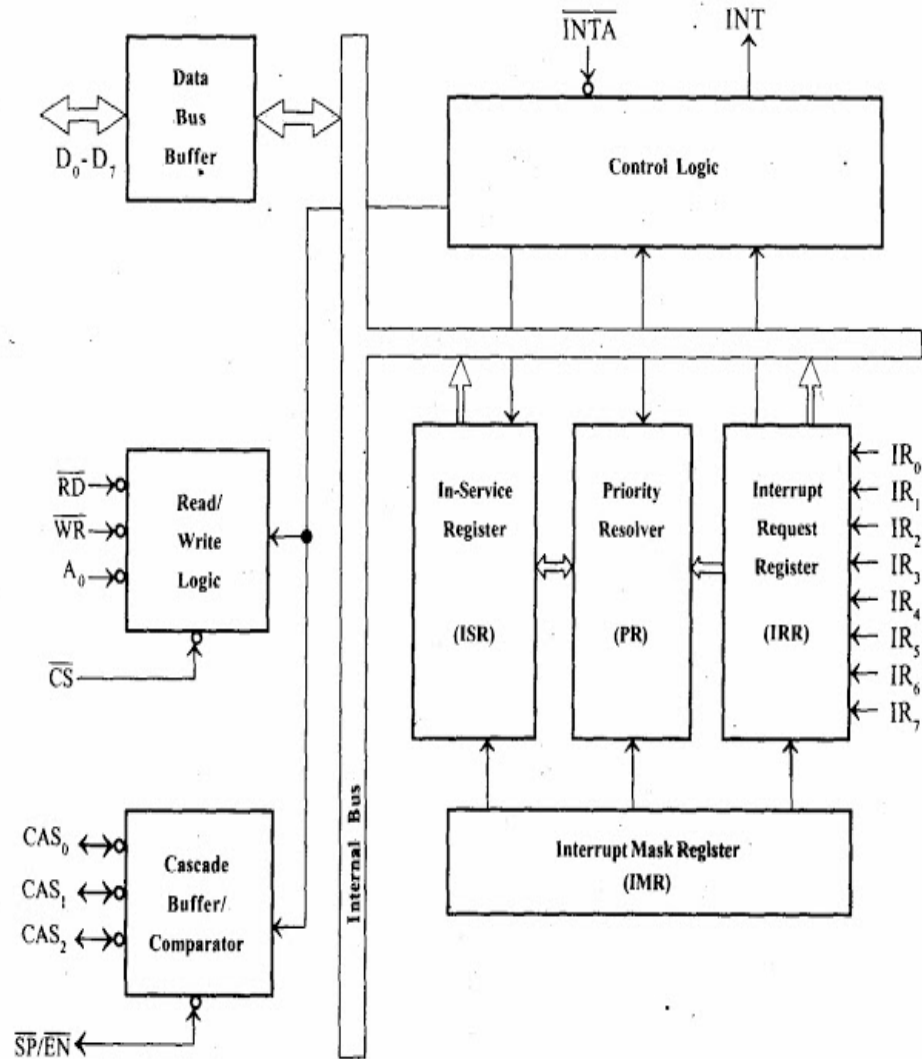 INTA
INT
Data
Bus
Buffer
D0-D7
Control Logic
RD
WR
A0
CS
Read/
Write
Logic
In-Service
Register
(ISR)
Priority
Resolver
(PR)
Interrupt
Request
Register
(IRR)
IR0
IR1
IR2
IR3
IR4
IR5
IR6
IR7
Internal Bus
CAS0
CAS1
CAS2
Cascade
Buffer/
Comparator
SP/EN
Interrupt Mask Register
(IMR)